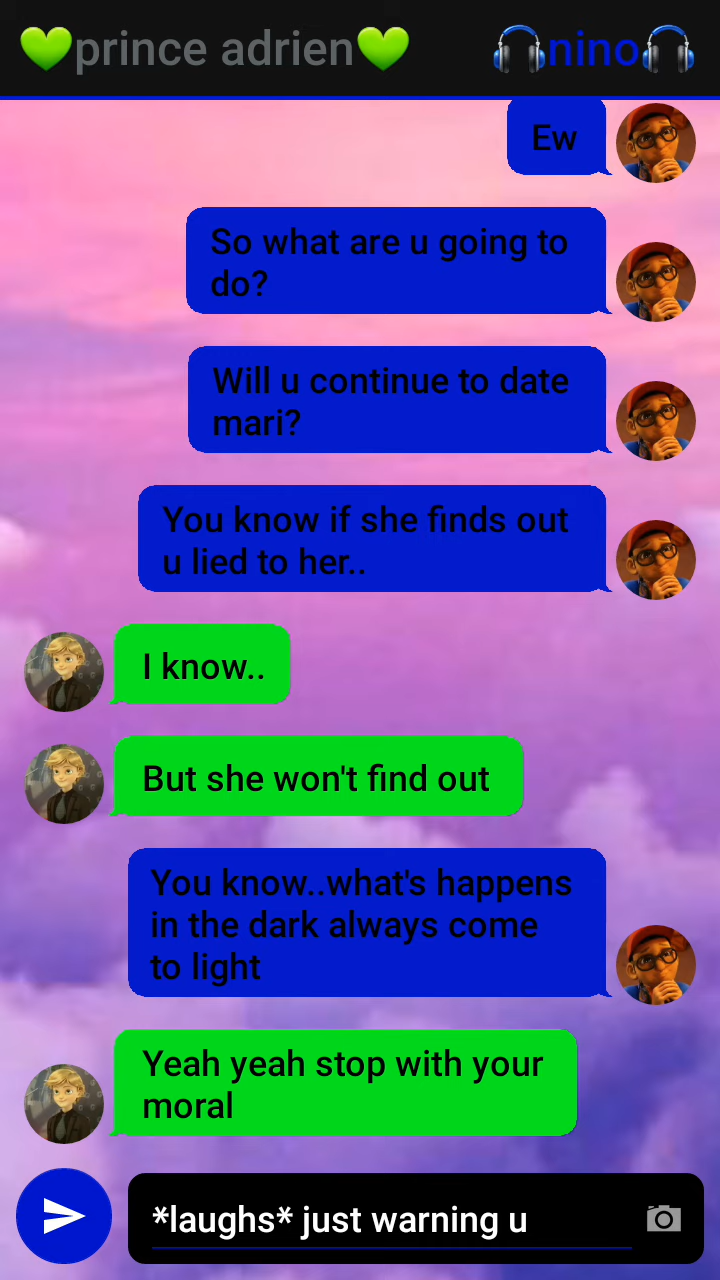 💚prince adrien💚 🎧nino🎧
Ew
So what are u going to
do?
Will u continue to date
mari?
You know if she finds out
u lied to her..
I know..
But she won't find out
You know..what's happens
in the dark always come
to light
Yeah yeah stop with your
moral
*laughs* just warning u